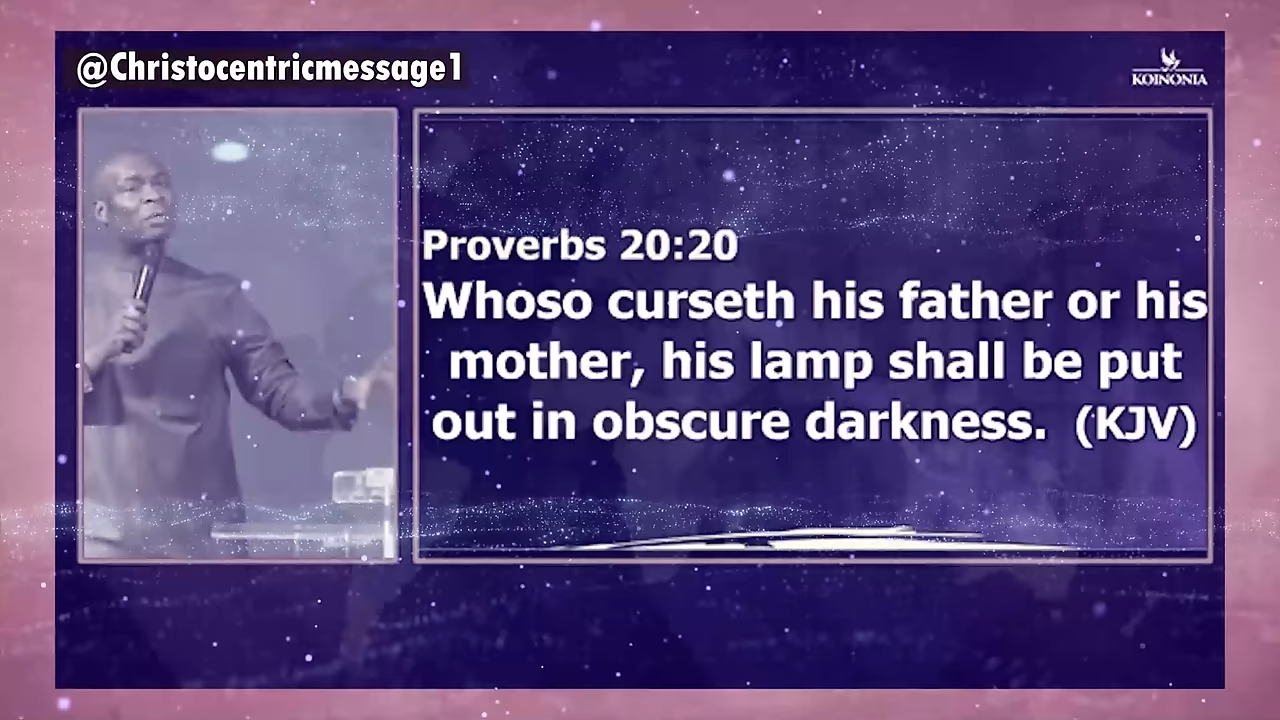 @Christocentricmessage1
KOINONIA
Proverbs 20:20
Whoso curseth his father or his
mother, his lamp shall be put
out in obscure darkness.  (KJV)